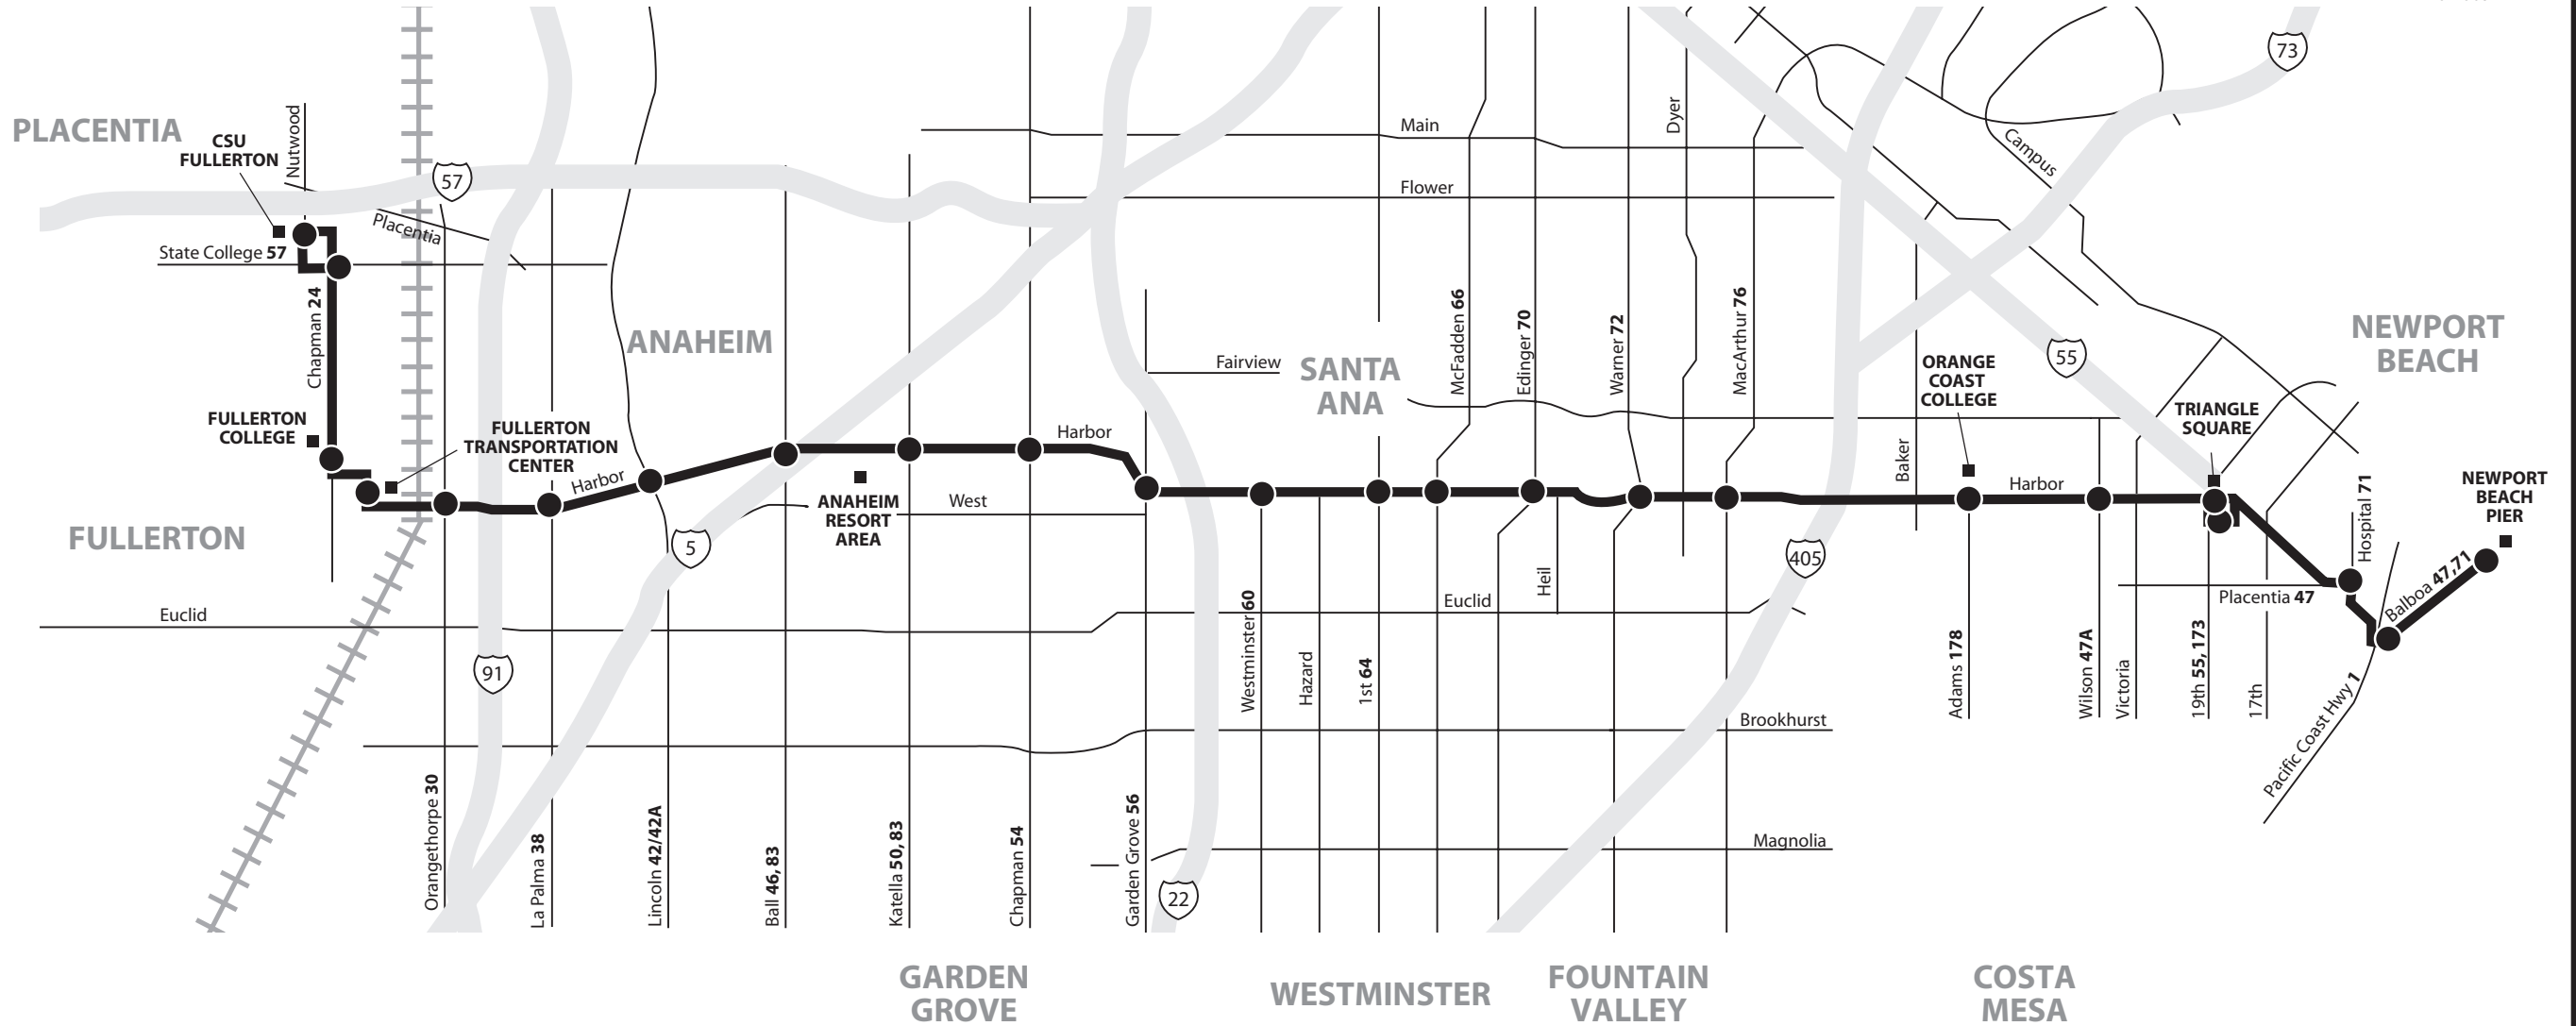 PLACENTIA
CSU
FULLERTON
Nutwood
57
Placentia
State College 57
Chapman 24
FULLERTON
COLLEGE
FULLERTON
TRANSPORTATION
CENTER
FULLERTON
ANAHEIM
Harbor
Harbor
ANAHEIM
RESORT
AREA
West
5
Euclid
91
Orangethorpe 30
La Palma 38
Lincoln 42/42A
Ball 46, 83
Katella 50, 83
Chapman 54
Garden Grove 56
22
Main
Flower
Fairview
SANTA
ANA
McFadden 66
Edinger 70
Warner 72
Dyer
MacArthur 76
Westminster 60
Hazard
1st 64
Heil
Euclid
Brookhurst
Magnolia
405
73
Campus
55
NEWPORT
BEACH
ORANGE
COAST
COLLEGE
Baker
Harbor
TRIANGLE
SQUARE
Adams 178
Wilson 47A
Victoria
19th 55, 173
17th
Placentia 47
Hospital 71
Balboa 47,71
NEWPORT
BEACH
PIER
Pacific Coast Hwy 1
GARDEN
GROVE
WESTMINSTER
FOUNTAIN
VALLEY
COSTA
MESA